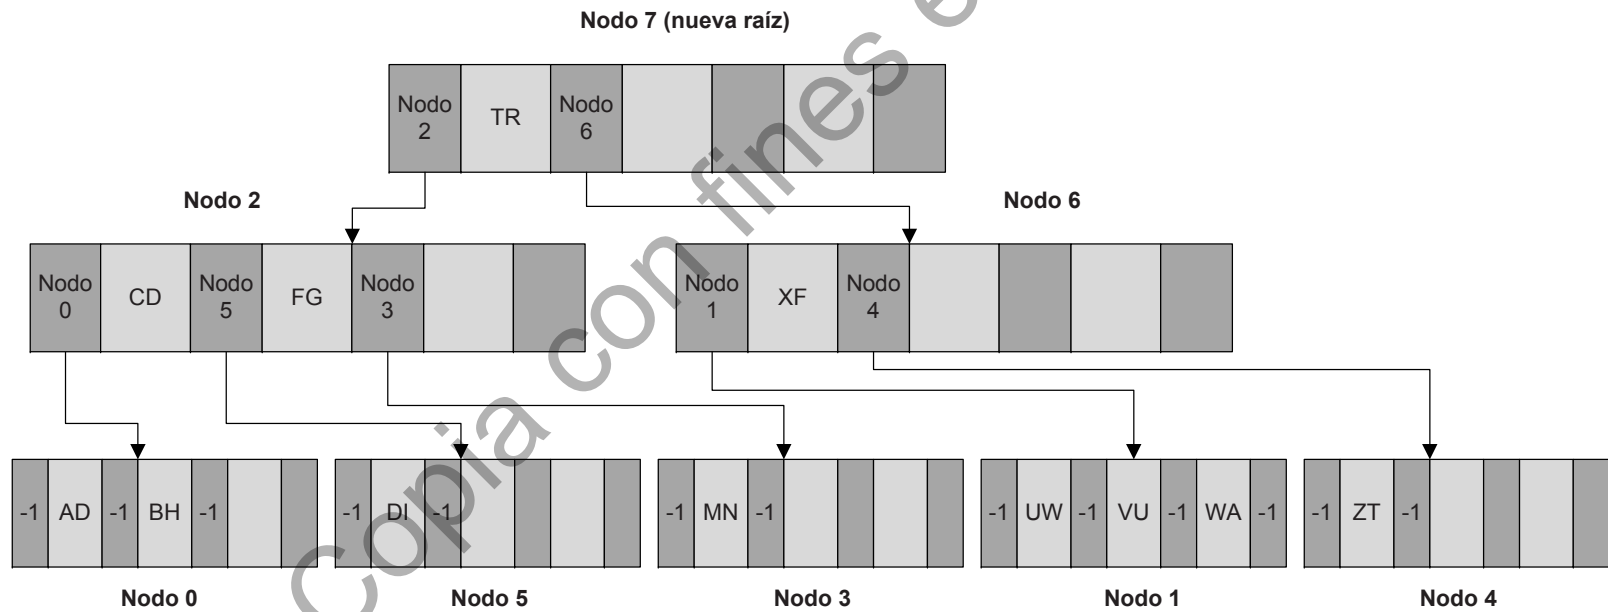 Nodo 7 (nueva raíz)
Nodo 2 TR Nodo 6
Nodo 2
Nodo 6
Nodo 0 CD Nodo 5 FG Nodo 3
Nodo 1 XF Nodo 4
-1 AD -1 BH -1
-1 DI -1
-1 MN -1
-1 UW -1 VU -1 WA -1
-1 ZT -1
Nodo 0
Nodo 5
Nodo 3
Nodo 1
Nodo 4
Copia con fines e